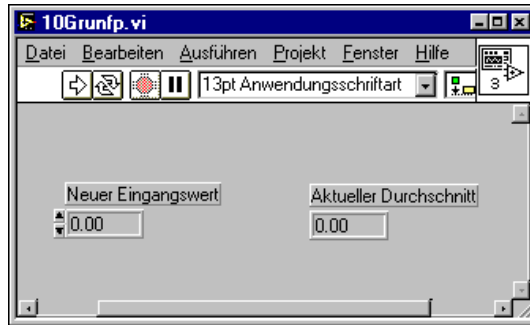 10Grunfp.vi
Datei Bearbeiten Ausführen Projekt Fenster Hilfe
13pt Anwendungsschriftart
3
Neuer Eingangswert
Aktueller Durchschnitt
0.00
0.00